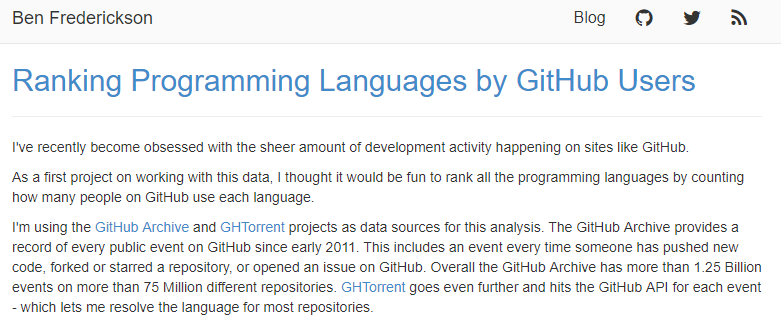 Ben Frederickson
Blog
Ranking Programming Languages by GitHub Users
I've recently become obsessed with the sheer amount of development activity happening on sites like GitHub.
As a first project on working with this data, I thought it would be fun to rank all the programming languages by counting
how many people on GitHub use each language.
I'm using the GitHub Archive and GHTorrent projects as data sources for this analysis. The GitHub Archive provides a
record of every public event on GitHub since early 2011. This includes an event every time someone has pushed new
code, forked or starred a repository, or opened an issue on GitHub. Overall the GitHub Archive has more than 1.25 Billion
events on more than 75 Million different repositories. GHTorrent goes even further and hits the GitHub API for each event
- which lets me resolve the language for most repositories.